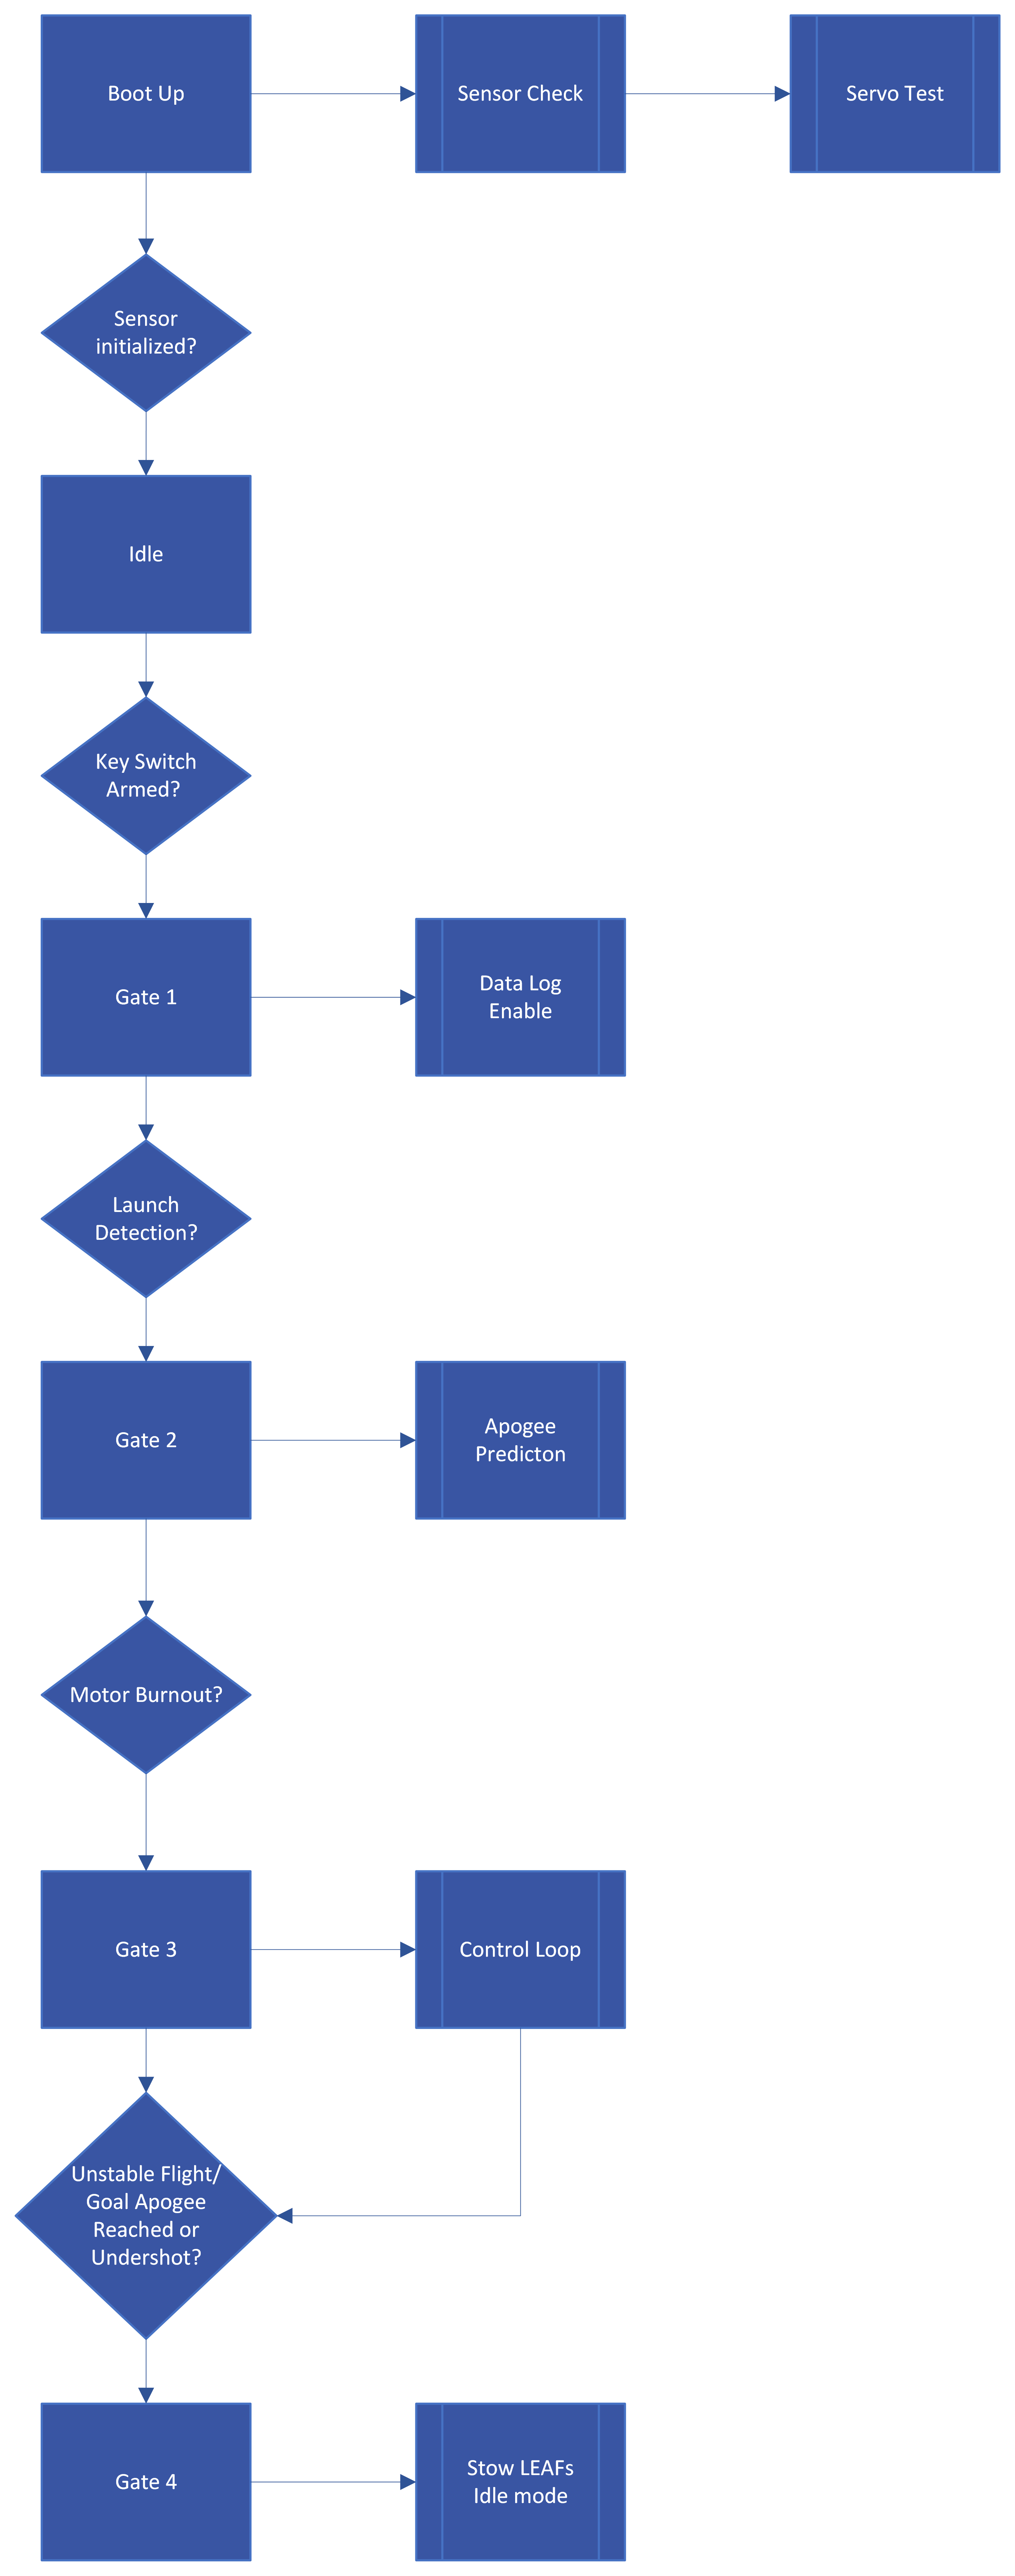 Boot Up
Sensor Check
Servo Test
Sensor
initialized?
Idle
Key Switch
Armed?
Gate 1
Data Log
Enable
Launch
Detection?
Gate 2
Apogee
Predicton
Motor Burnout?
Gate 3
Control Loop
Unstable Flight/
Goal Apogee
Reached or
Undershot?
Gate 4
Stow LEAFs
Idle mode